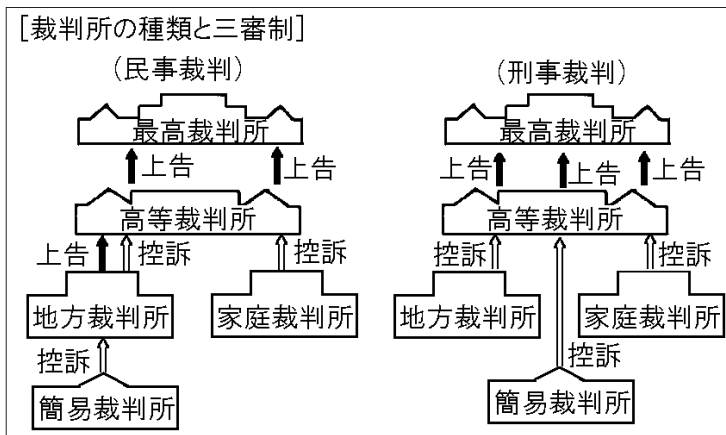 [裁判所の種類と三審制]
(民事裁判)
(刑事裁判)
最高裁判所
最高裁判所
上告
上告
上告
上告
上告
高等裁判所
高等裁判所
上告
控訴
控訴
控訴
控訴
地方裁判所
家庭裁判所
地方裁判所
家庭裁判所
控訴
控訴
簡易裁判所
簡易裁判所